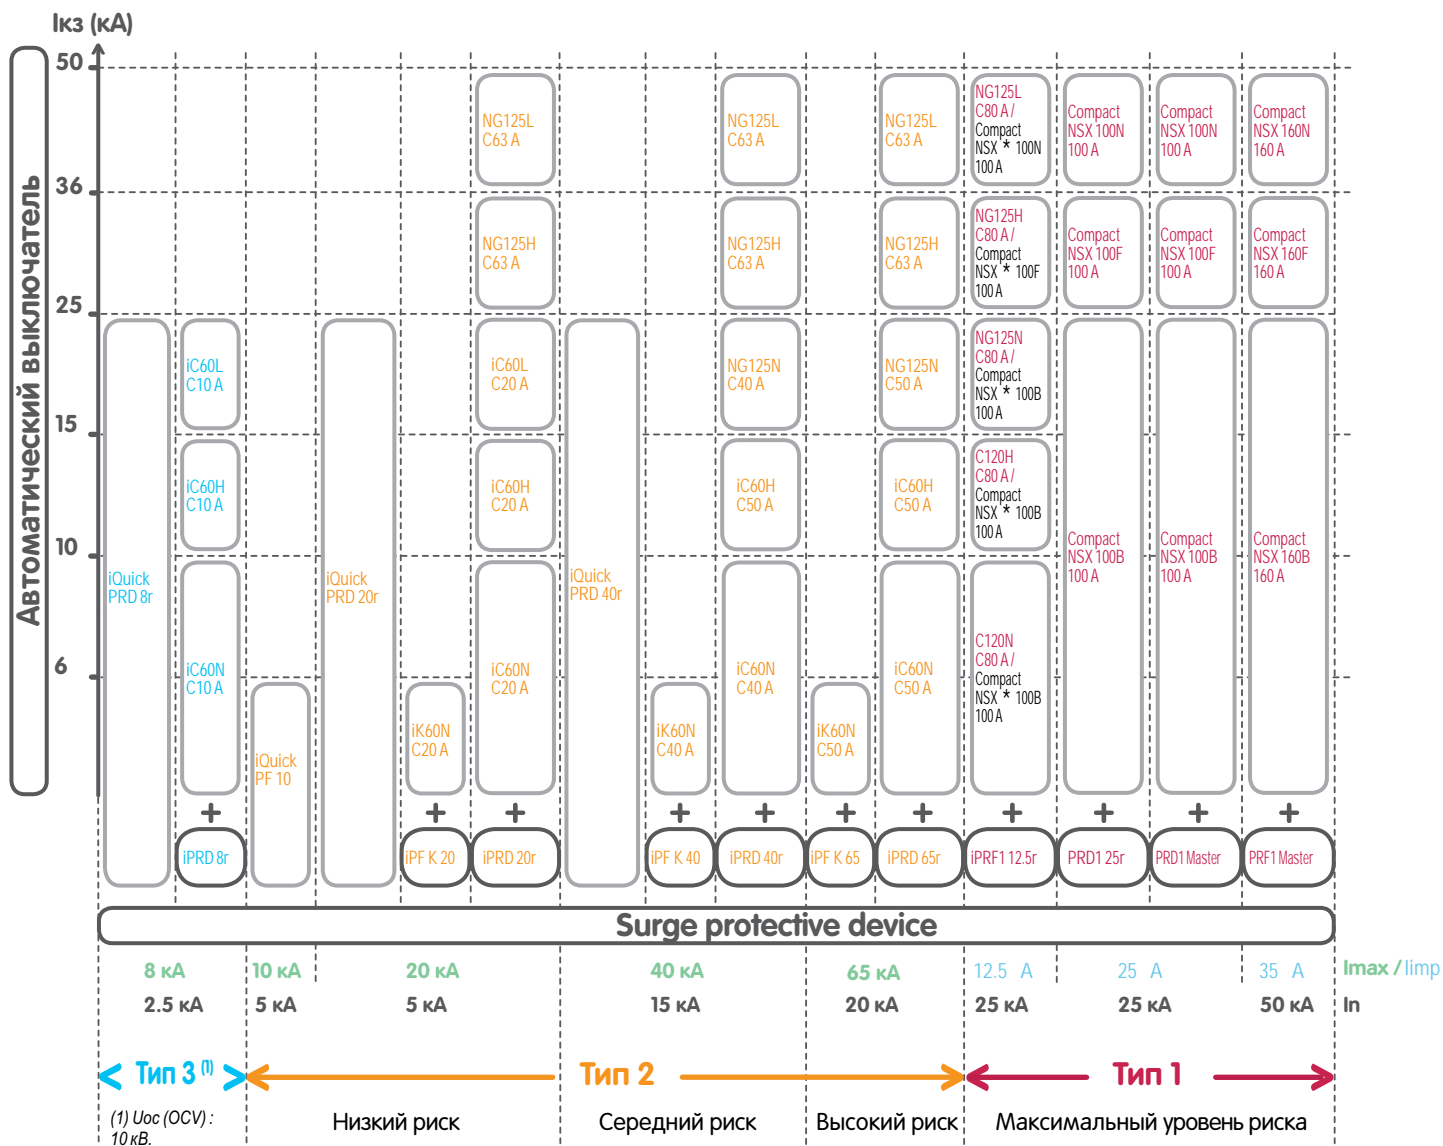 Iкз (кА)
Автоматический выключатель
50
36
25
15
10
6
NG125L
C63 A
NG125L
C63 A
NG125L
C63 A
NG125L
C80 A /
Compact
NSX * 100N
100 A
Compact
NSX 100N
100 A
Compact
NSX 100N
100 A
Compact
NSX 160N
160 A
NG125H
C63 A
NG125H
C63 A
NG125H
C63 A
NG125H
C80 A /
Compact
NSX * 100F
100 A
Compact
NSX 100F
100 A
Compact
NSX 100F
100 A
Compact
NSX 160F
160 A
iC60L
C10 A
iC60L
C20 A
NG125N
C40 A
NG125N
C50 A
NG125N
C80 A /
Compact
NSX * 100B
100 A
iC60H
C10 A
iC60H
C20 A
iC60H
C50 A
iC60H
C50 A
C120H
C80 A /
Compact
NSX * 100B
100 A
iQuick
PRD 8r
iQuick
PRD 20r
iQuick
PRD 40r
Compact
NSX 100B
100 A
Compact
NSX 100B
100 A
Compact
NSX 160B
160 A
iC60N
C10 A
iC60N
C20 A
iC60N
C40 A
iC60N
C50 A
C120N
C80 A /
Compact
NSX * 100B
100 A
iQuick
PF 10
iK60N
C20 A
iK60N
C40 A
iK60N
C50 A
+ + + + + + + + + + +
iPRD 8r
iPF K 20
iPRD 20r
iPF K 40
iPRD 40r
iPF K 65
iPRD 65r
iPRF1 12.5r
PRD1 25r
PRD1 Master
PRF1 Master
Surge protective device
8 кА 10 кА 20 кА 40 кА 65 кА 12.5 A 25 A 35 A Imax / limp
2.5 кА 5 кА 5 кА 15 кА 20 кА 25 кА 25 кА 50 кА In
Тип 3 (1) Тип 2 Тип 1
(1) Uoc (OCV) :
10 кВ.
Низкий риск Середний риск Высокий риск Максимальный уровень риска